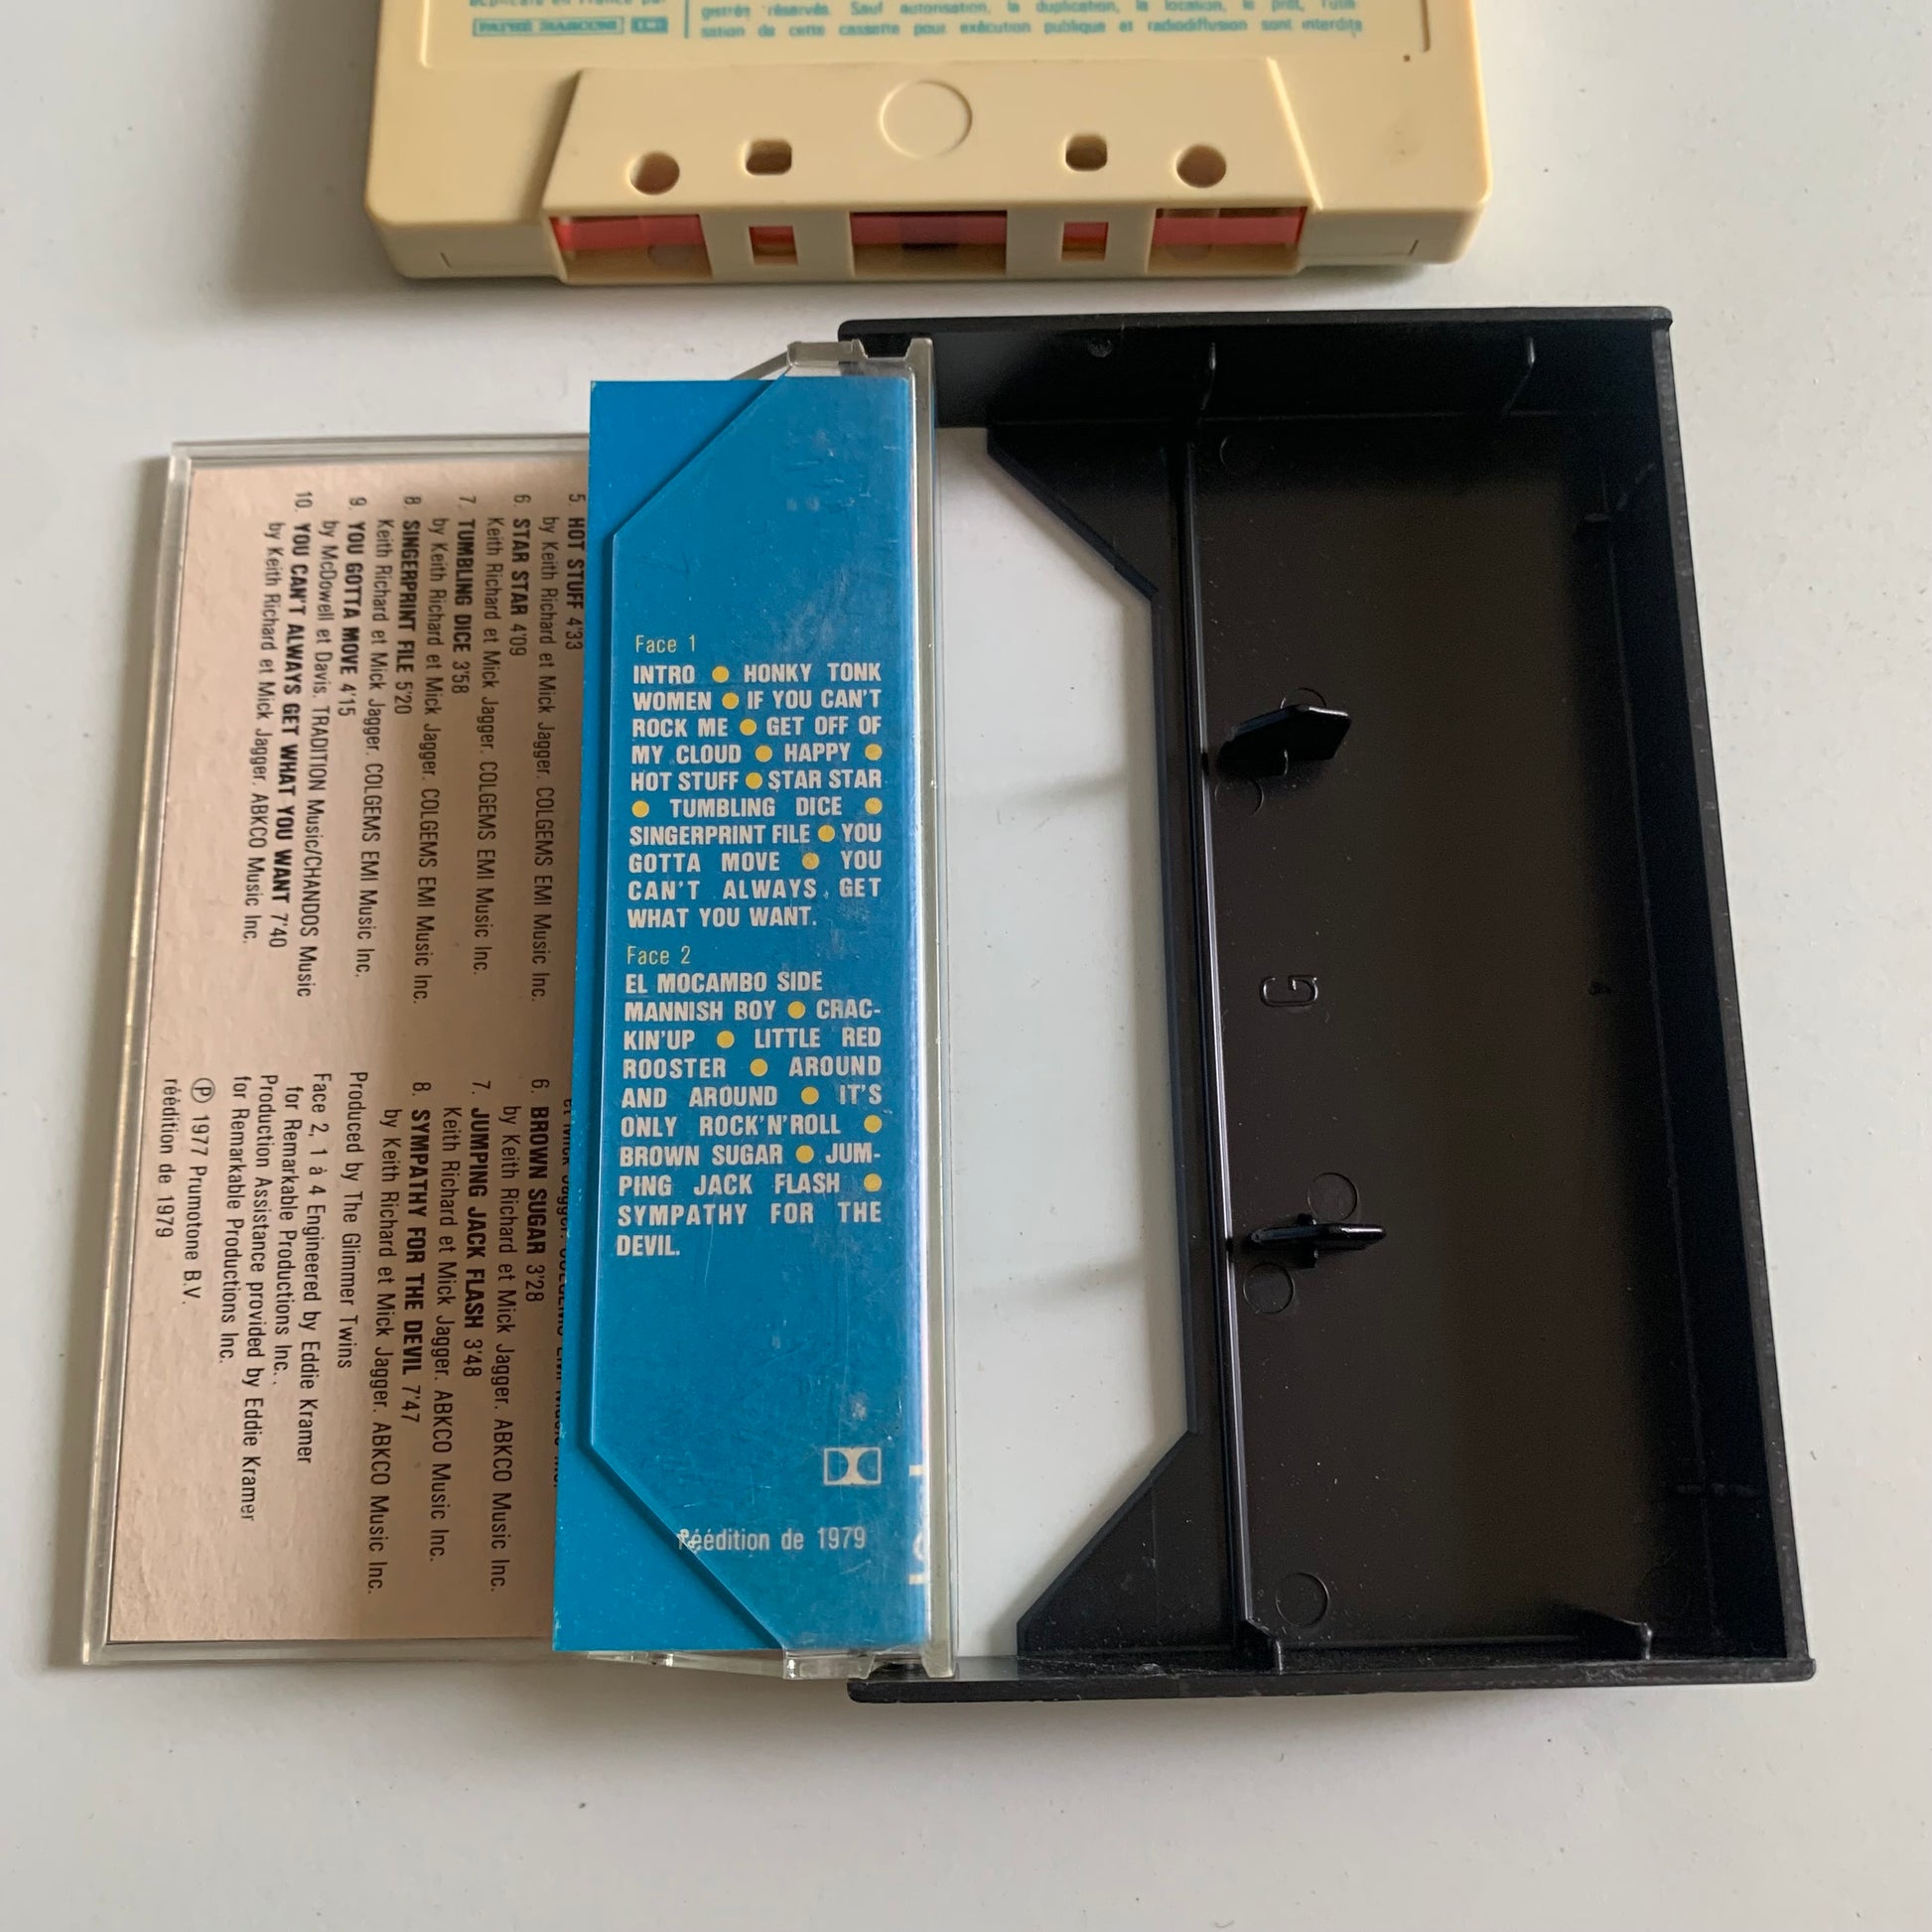 gistrés réservés. Sauf autorisation, la duplication, la location, le prêt, l'utili-
sation de cette cassette pour exécution publique et radiodiffusion sont interdits
PATHE MARCONI EMI
Face 1
INTRO ● HONKY TONK
WOMEN ● IF YOU CAN'T
ROCK ME ● GET OFF OF
MY CLOUD ● HAPPY ●
HOT STUFF ● STAR STAR
● TUMBLING DICE ●
SINGERPRINT FILE ● YOU
GOTTA MOVE ● YOU
CAN'T ALWAYS GET
WHAT YOU WANT.
Face 2
EL MOCAMBO SIDE
MANNISH BOY ● CRAC-
KIN'UP ● LITTLE RED
ROOSTER ● AROUND
AND AROUND ● IT'S
ONLY ROCK'N'ROLL ●
BROWN SUGAR ● JUM-
PING JACK FLASH ●
SYMPATHY FOR THE
DEVIL.
Réédition de 1979
5. HOT STUFF 4'33
by Keith Richard et Mick Jagger. COLGEMS EMI Music Inc.
6. STAR STAR 4'09
Keith Richard et Mick Jagger. COLGEMS EMI Music Inc.
7. TUMBLING DICE 3'58
by Keith Richard et Mick Jagger. COLGEMS EMI Music Inc.
8. SINGERPRINT FILE 5'20
Keith Richard et Mick Jagger. COLGEMS EMI Music Inc.
9. YOU GOTTA MOVE 4'15
by McDowell et Davis. TRADITION Music/CHANDOS Music
10. YOU CAN'T ALWAYS GET WHAT YOU WANT 7'40
by Keith Richard et Mick Jagger. ABKCO Music Inc.
6. BROWN SUGAR 3'28
by Keith Richard et Mick Jagger. ABKCO Music Inc.
7. JUMPING JACK FLASH 3'48
Keith Richard et Mick Jagger. ABKCO Music Inc.
8. SYMPATHY FOR THE DEVIL 7'47
by Keith Richard et Mick Jagger. ABKCO Music Inc.
Produced by The Glimmer Twins
Face 2, 1 à 4 Engineered by Eddie Kramer
for Remarkable Productions Inc.
Production Assistance provided by Eddie Kramer
for Remarkable Productions Inc.
Ⓟ 1977 Prumotone B.V.
réédition de 1979
G